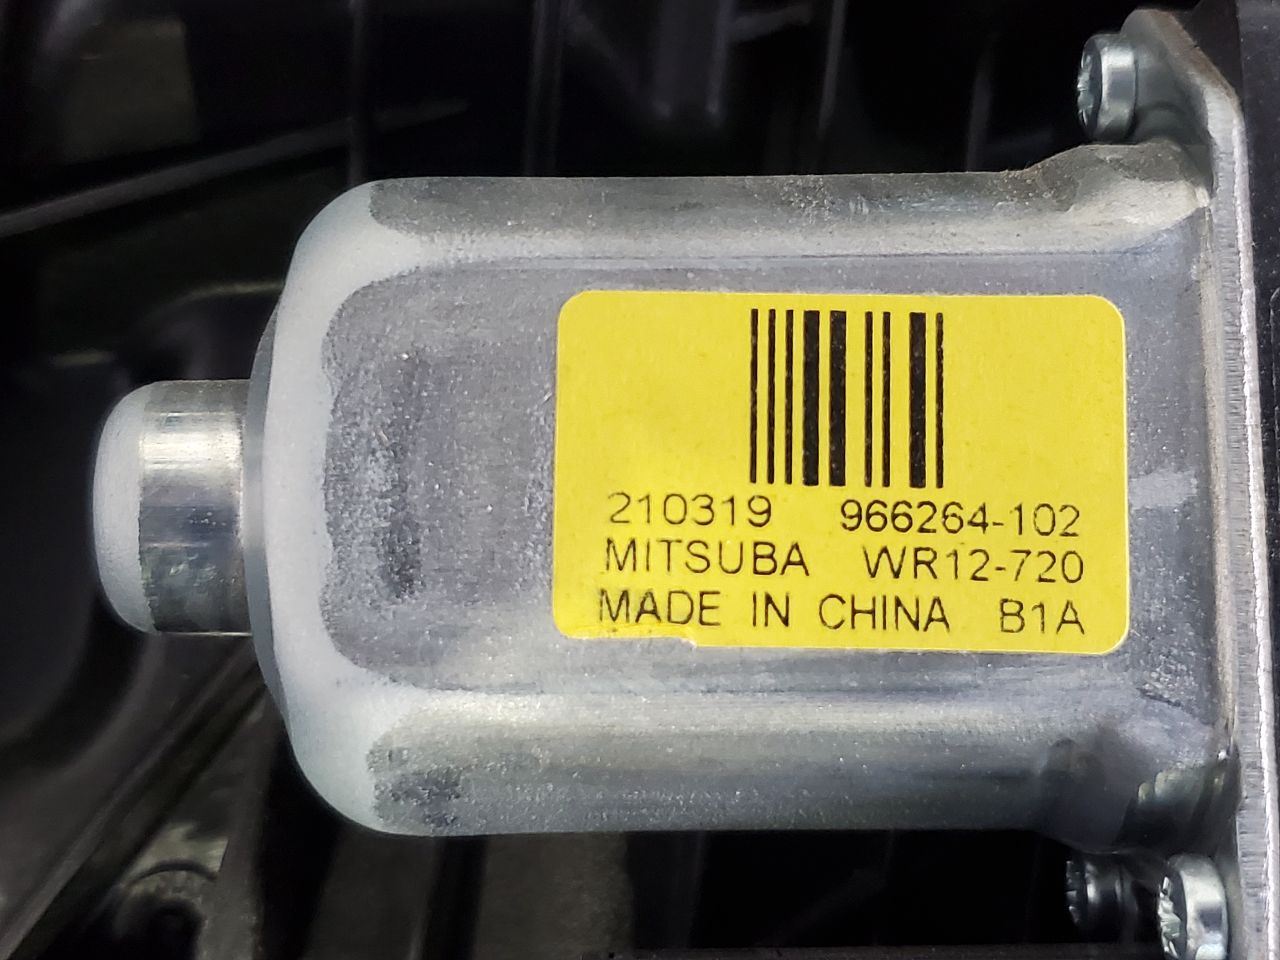 210319 966264-102
MITSUBA WR12-720
MADE IN CHINA B1A